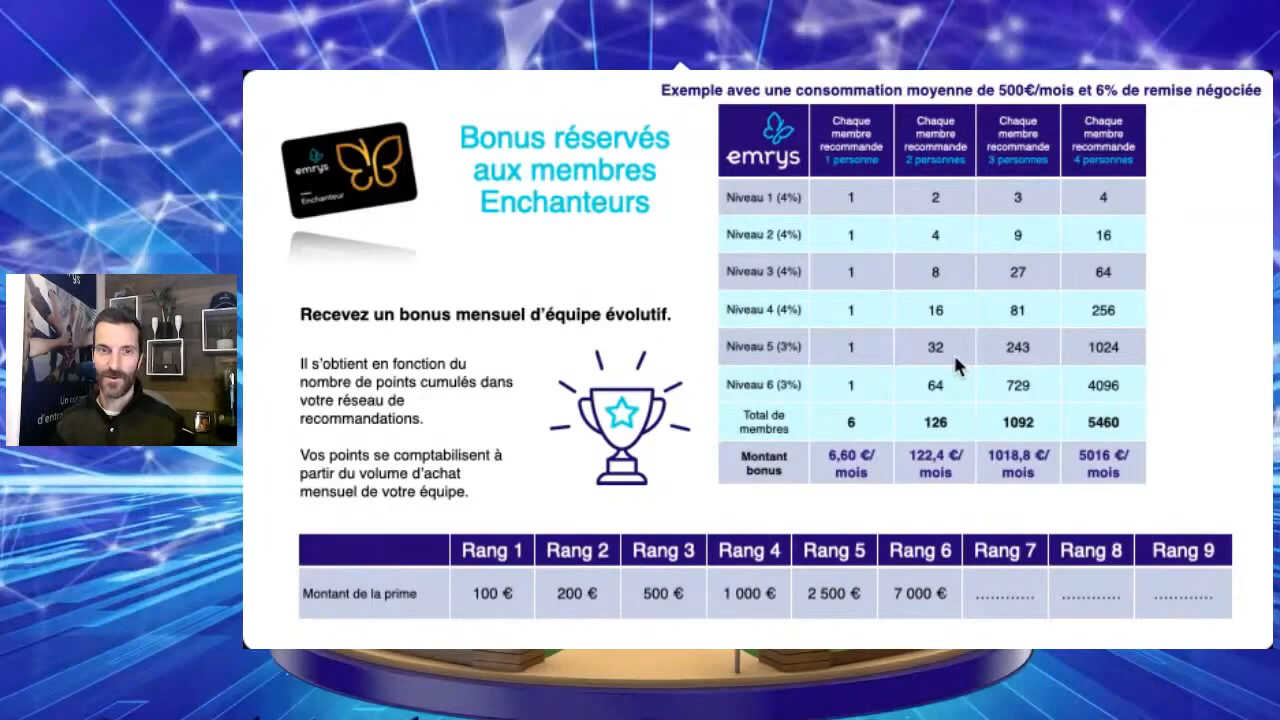 Exemple avec une consommation moyenne de 500€/mois et 6% de remise négociée
emrys
Enchanteur
Bonus réservés
aux membres
Enchanteurs
Recevez un bonus mensuel d’équipe évolutif.
Il s’obtient en fonction du
nombre de points cumulés dans
votre réseau de
recommandations.
Vos points se comptabilisent à
partir du volume d’achat
mensuel de votre équipe.
emrys
Chaque membre recommande 1 personne
Chaque membre recommande 2 personnes
Chaque membre recommande 3 personnes
Chaque membre recommande 4 personnes
Niveau 1 (4%) 1 2 3 4
Niveau 2 (4%) 1 4 9 16
Niveau 3 (4%) 1 8 27 64
Niveau 4 (4%) 1 16 81 256
Niveau 5 (3%) 1 32 243 1024
Niveau 6 (3%) 1 64 729 4096
Total de membres 6 126 1092 5460
Montant bonus 6,60 €/mois 122,4 €/mois 1018,8 €/mois 5016 €/mois
Rang 1 Rang 2 Rang 3 Rang 4 Rang 5 Rang 6 Rang 7 Rang 8 Rang 9
Montant de la prime 100 € 200 € 500 € 1 000 € 2 500 € 7 000 € ............ ............ ............